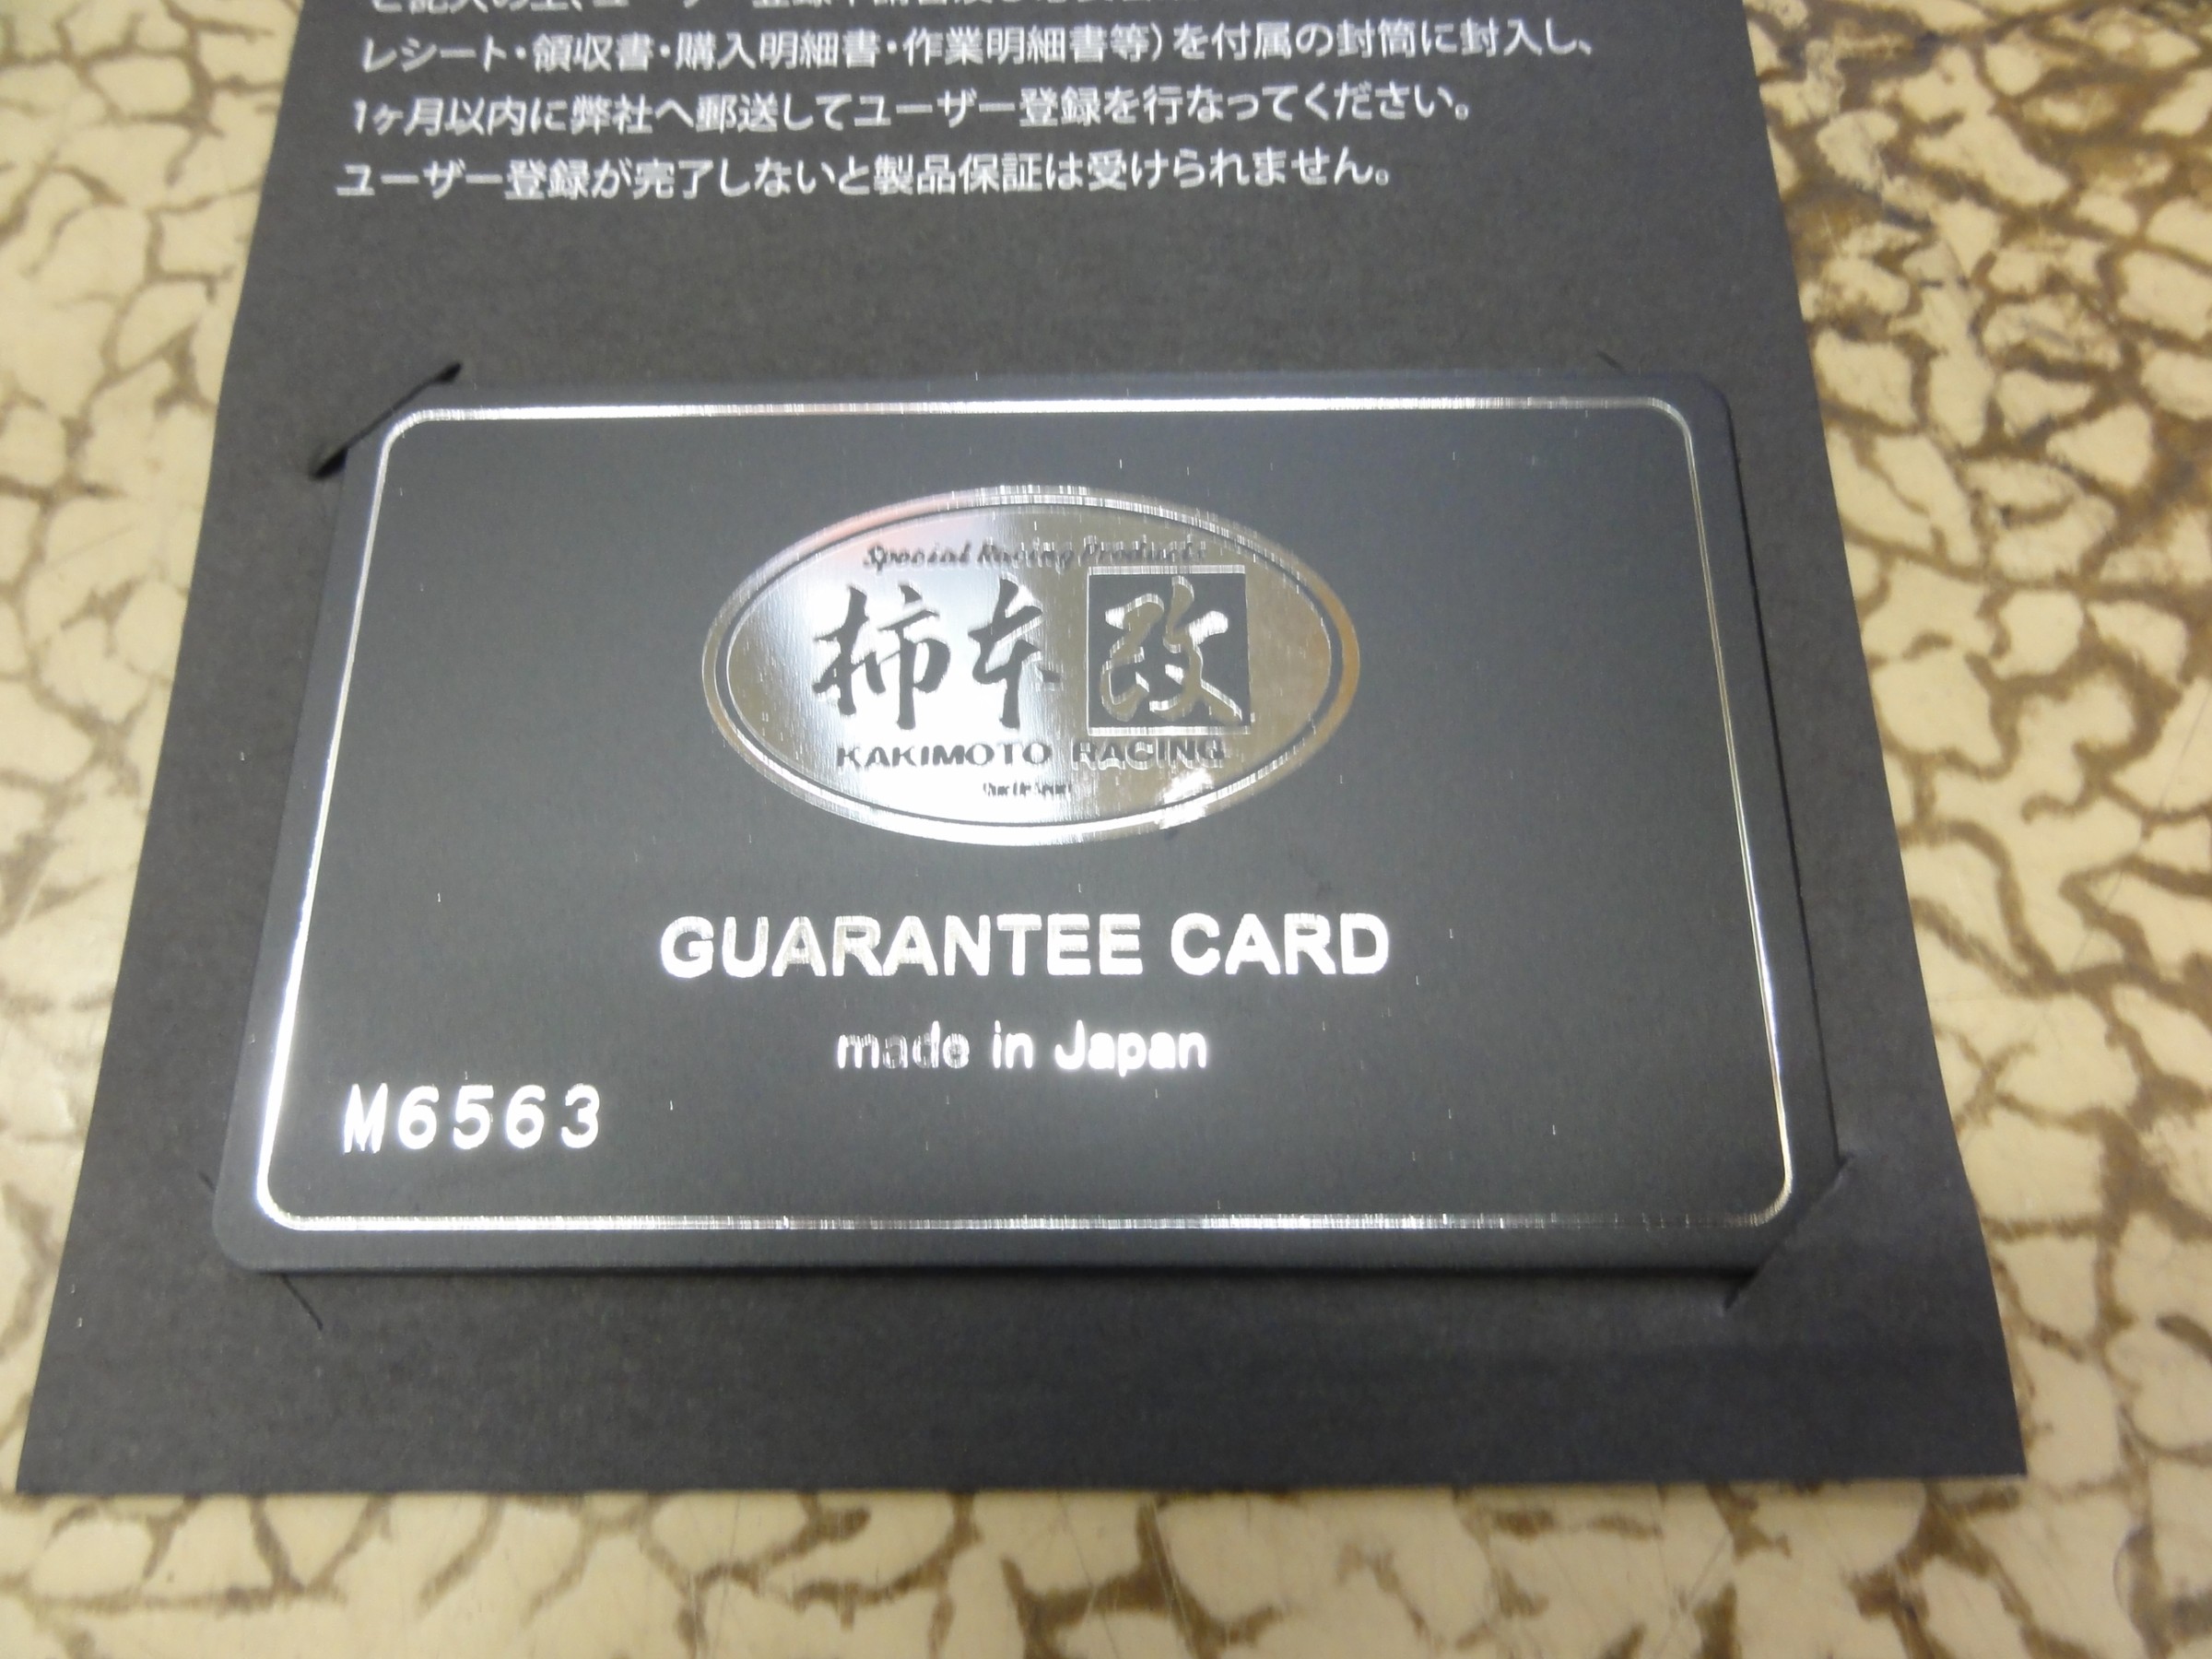 レシート・領収書・購入明細書・作業明細書等）を付属の封筒に封入し、
1ヶ月以内に弊社へ郵送してユーザー登録を行なってください。
ユーザー登録が完了しないと製品保証は受けられません。
Special Racing Products
柿本改
KAKIMOTO RACING
GUARANTEE CARD
made in Japan
M6563